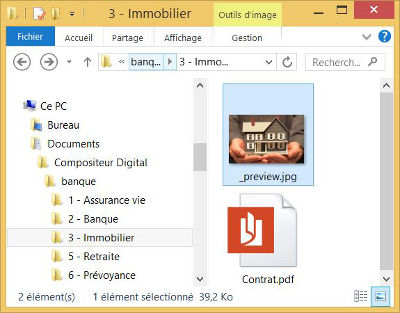 3 - Immobilier
Outils d'image
Fichier Accueil Partage Affichage Gestion
« banq... 3 - Immo... Recherch...
Ce PC
Bureau
Documents
Compositeur Digital
banque
1 - Assurance vie
2 - Banque
3 - Immobilier
5 - Retraite
6 - Prévoyance
_preview.jpg
Contrat.pdf
2 élément(s) 1 élément sélectionné 39,2 Ko